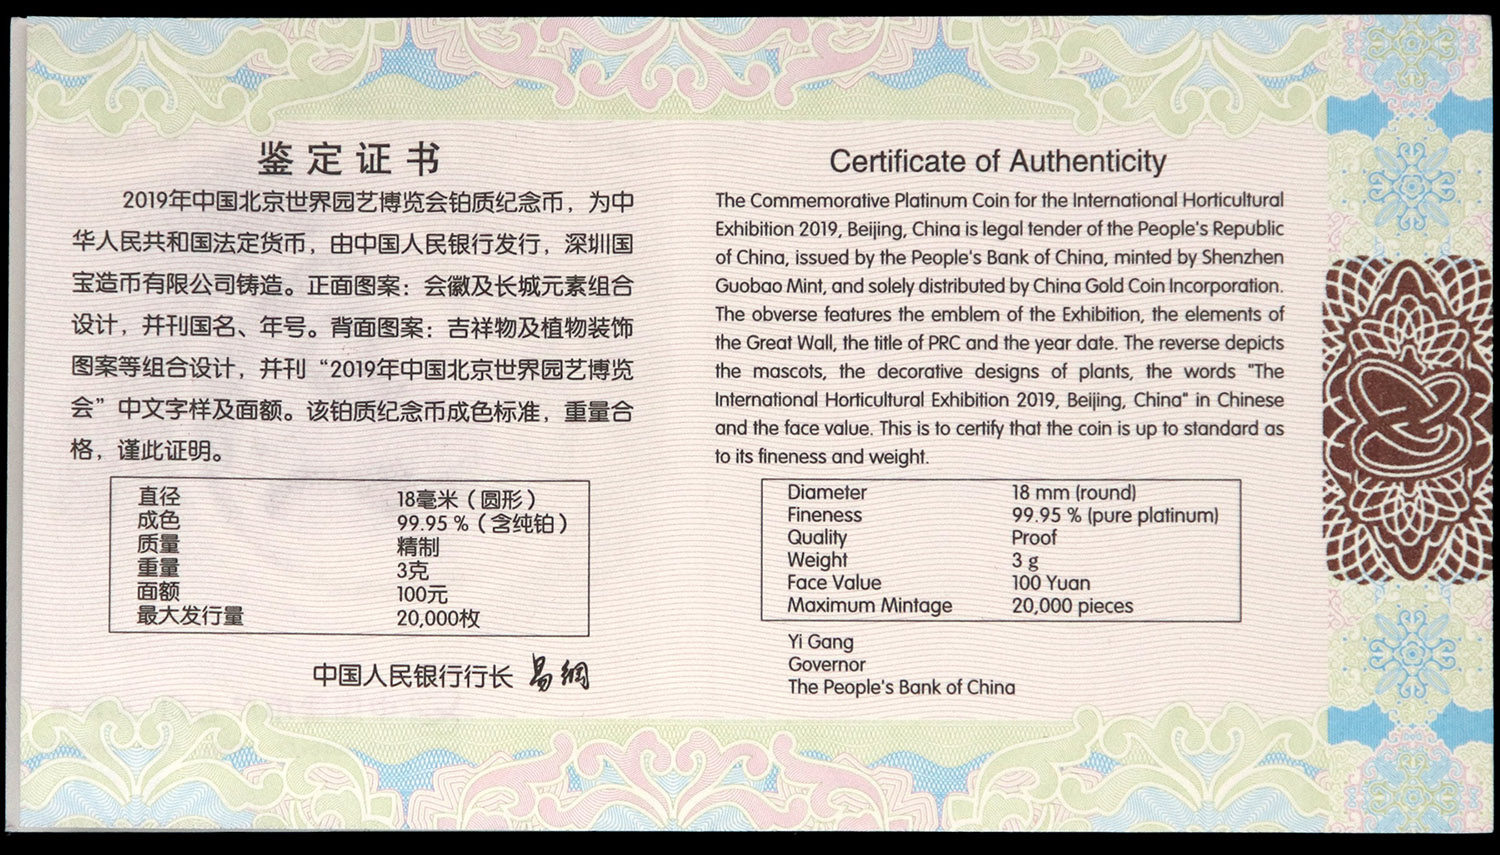 鉴定证书
2019年中国北京世界园艺博览会铂质纪念币，为中
华人民共和国法定货币，由中国人民银行发行，深圳国
宝造币有限公司铸造。正面图案：会徽及长城元素组合
设计，并刊国名、年号。背面图案：吉祥物及植物装饰
图案等组合设计，并刊“2019年中国北京世界园艺博览
会”中文字样及面额。该铂质纪念币成色标准，重量合
格，谨此证明。
直径 18毫米（圆形）
成色 99.95 %（含纯铂）
质量 精制
重量 3克
面额 100元
最大发行量 20,000枚
中国人民银行行长 易纲
Certificate of Authenticity
The Commemorative Platinum Coin for the International Horticultural
Exhibition 2019, Beijing, China is legal tender of the People's Republic
of China, issued by the People's Bank of China, minted by Shenzhen
Guobao Mint, and solely distributed by China Gold Coin Incorporation.
The obverse features the emblem of the Exhibition, the elements of
the Great Wall, the title of PRC and the year date. The reverse depicts
the mascots, the decorative designs of plants, the words "The
International Horticultural Exhibition 2019, Beijing, China" in Chinese
and the face value. This is to certify that the coin is up to standard as
to its fineness and weight.
Diameter 18 mm (round)
Fineness 99.95 % (pure platinum)
Quality Proof
Weight 3 g
Face Value 100 Yuan
Maximum Mintage 20,000 pieces
Yi Gang
Governor
The People's Bank of China